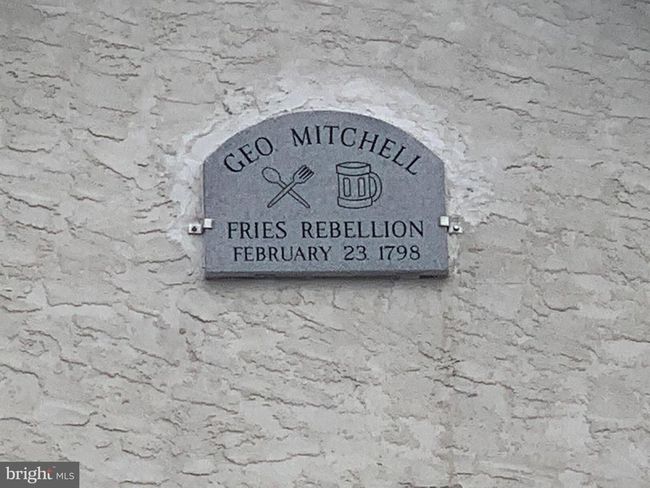 GEO. MITCHELL
FRIES REBELLION
FEBRUARY 23. 1798
bright MLS